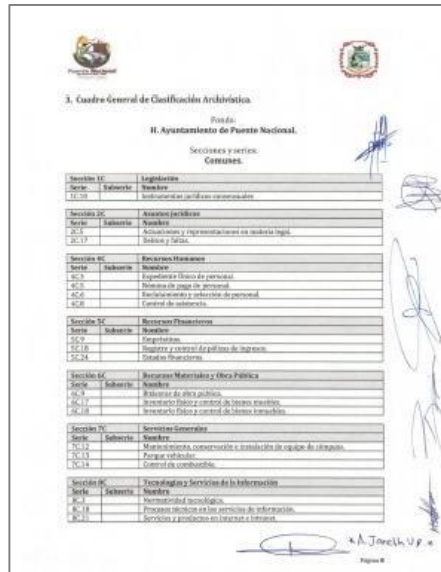 Puente Nacional
3. Cuadro General de Clasificación Archivística.
Fondo:
H. Ayuntamiento de Puente Nacional.
Secciones y series:
Comunes.
Sección 1C Legislación
Serie Subserie Nombre
1C.10 Instrumentos jurídicos consensuales
Sección 2C Asuntos Jurídicos
Serie Subserie Nombre
2C.5 Actuaciones y representaciones en materia legal.
2C.17 Delitos y faltas.
Sección 4C Recursos Humanos
Serie Subserie Nombre
4C.3 Expediente Único de personal.
4C.5 Nómina de pago de personal.
4C.6 Reclutamiento y selección de personal.
4C.8 Control de asistencia.
Sección 5C Recursos Financieros
Serie Subserie Nombre
5C.9 Empréstitos.
5C.18 Registro y control de pólizas de ingresos.
5C.24 Estados financieros.
Sección 6C Recursos Materiales y Obra Pública
Serie Subserie Nombre
6C.9 de obra pública.
6C.17 Inventario físico y control de bienes muebles.
6C.18 Inventario físico y control de bienes inmuebles.
Sección 7C Servicios Generales
Serie Subserie Nombre
7C.12 Mantenimiento, conservación e instalación de equipo de cómputo.
7C.13 Parque vehicular.
7C.14 Control de combustible.
Sección 8C Tecnologías y Servicios de la Información
Serie Subserie Nombre
8C. Normatividad tecnológica.
8C.18 Procesos técnicos en los servicios de información.
8C.21 Servicios y productos en internet e intranet.
A. Janeth V.P.
Página 8